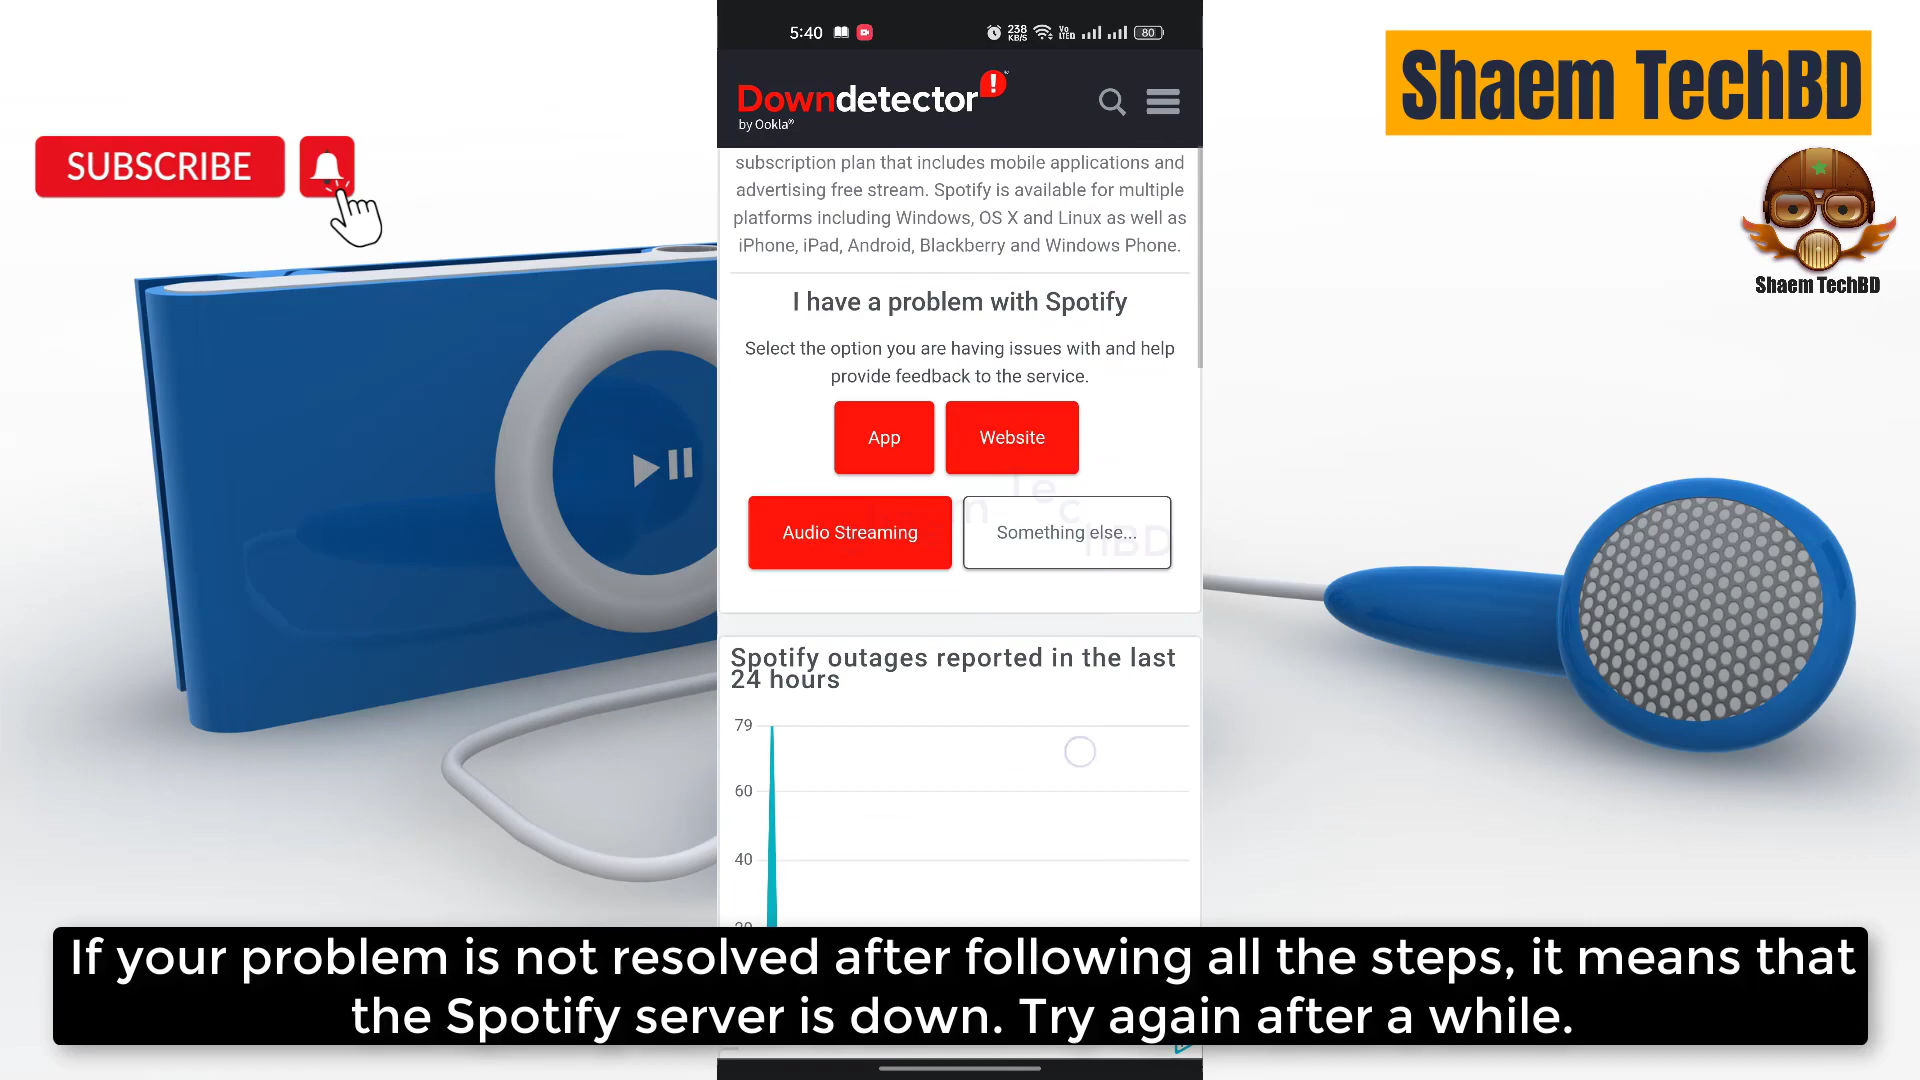 5:40
238
KB/S
Vo
LTED
80
Downdetector
by Ookla®
subscription plan that includes mobile applications and
advertising free stream. Spotify is available for multiple
platforms including Windows, OS X and Linux as well as
iPhone, iPad, Android, Blackberry and Windows Phone.
I have a problem with Spotify
Select the option you are having issues with and help
provide feedback to the service.
App
Website
Audio Streaming
Something else...
Spotify outages reported in the last
24 hours
79
60
40
SUBSCRIBE
Shaem TechBD
Shaem TechBD
If your problem is not resolved after following all the steps, it means that
the Spotify server is down. Try again after a while.